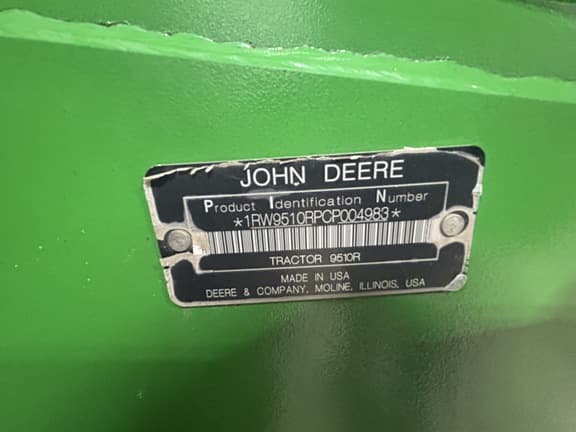 JOHN DEERE
Product Identification Number
*1RW9510RPCP004983*
TRACTOR 9510R
MADE IN USA
DEERE & COMPANY, MOLINE, ILLINOIS, USA